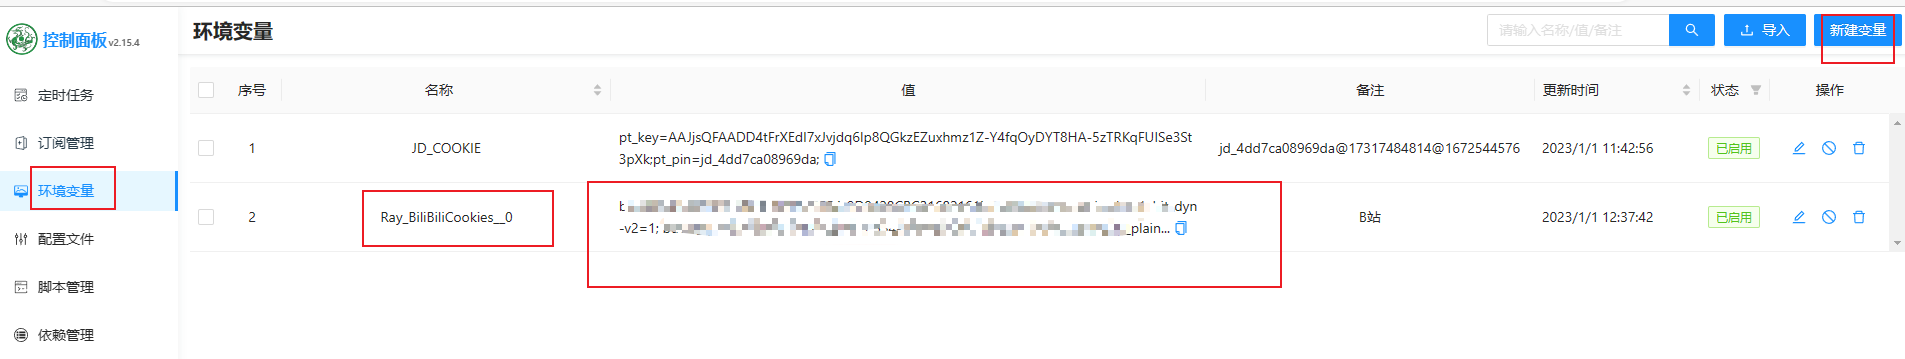 控制面板 v2.15.4
定时任务
订阅管理
环境变量
配置文件
脚本管理
依赖管理
环境变量
请输入名称/值/备注
导入
新建变量
序号 名称 值 备注 更新时间 状态 操作
1 JD_COOKIE pt_key=AAJjsQFAADD4tFrXEdI7xJvjdq6Ip8QGkzEZuxhmz1Z-Y4fqOyDYT8HA-5zTRKqFUISe3St
3pXk;pt_pin=jd_4dd7ca08969da; jd_4dd7ca08969da@17317484814@1672544576 2023/1/1 11:42:56 已启用
2 Ray_BiliBiliCookies__0 dyn
-v2=1; _plain... B站 2023/1/1 12:37:42 已启用